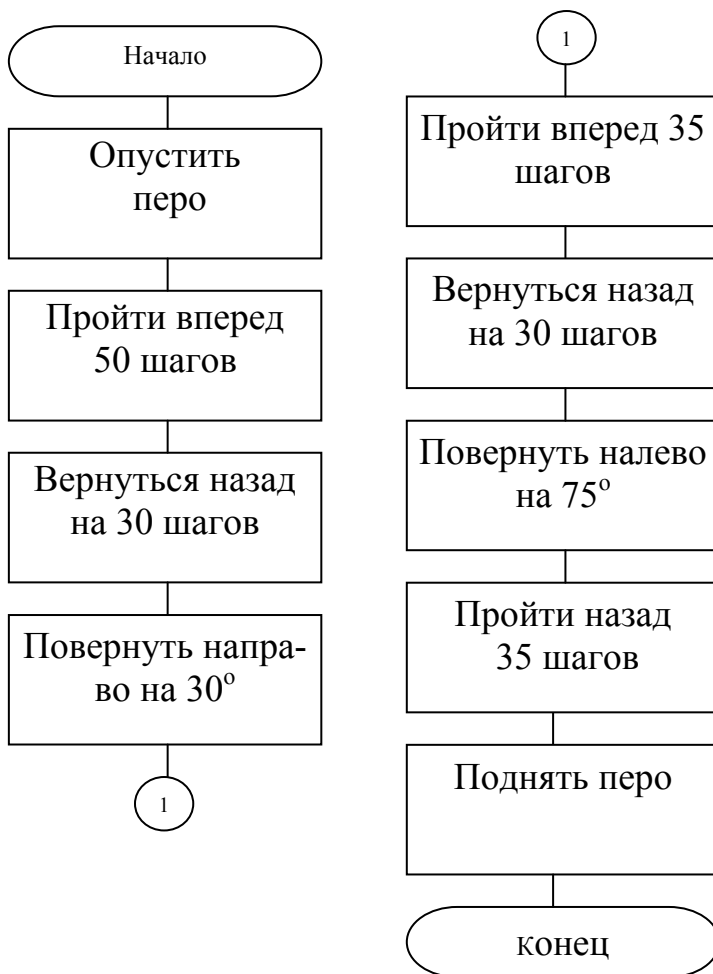 Начало
Опустить
перо
Пройти вперед
50 шагов
Вернуться назад
на 30 шагов
Повернуть напра-
во на 30°
1
1
Пройти вперед 35
шагов
Вернуться назад
на 30 шагов
Повернуть налево
на 75°
Пройти назад
35 шагов
Поднять перо
конец